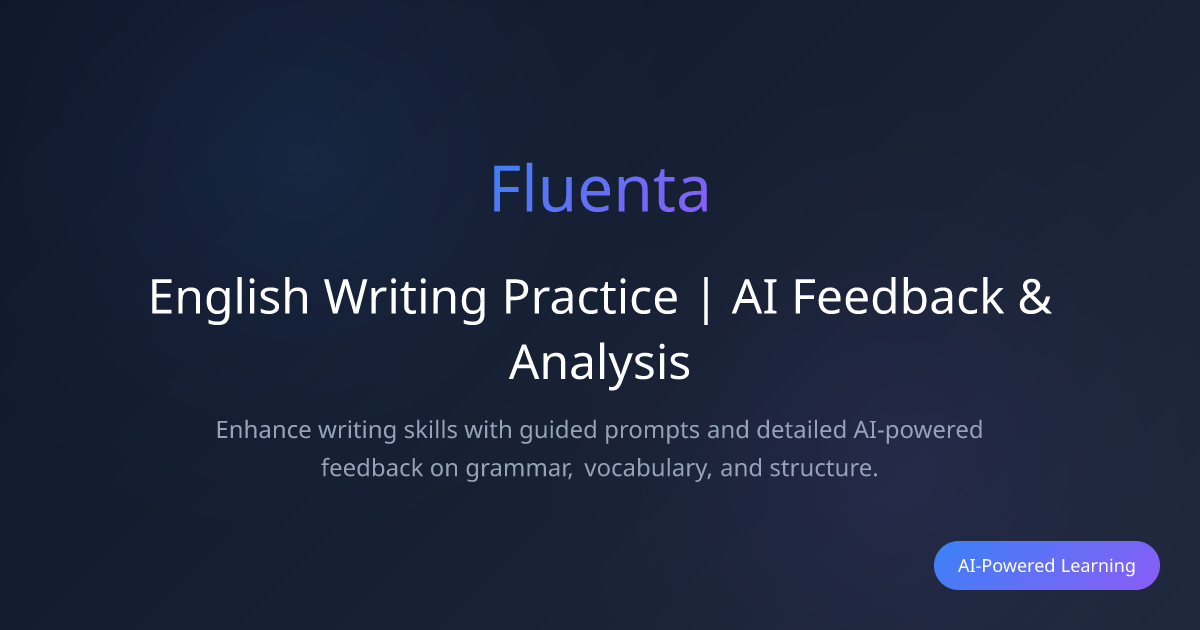 Fluenta
English Writing Practice | AI Feedback &
Analysis
Enhance writing skills with guided prompts and detailed AI-powered
feedback on grammar, vocabulary, and structure.
AI-Powered Learning